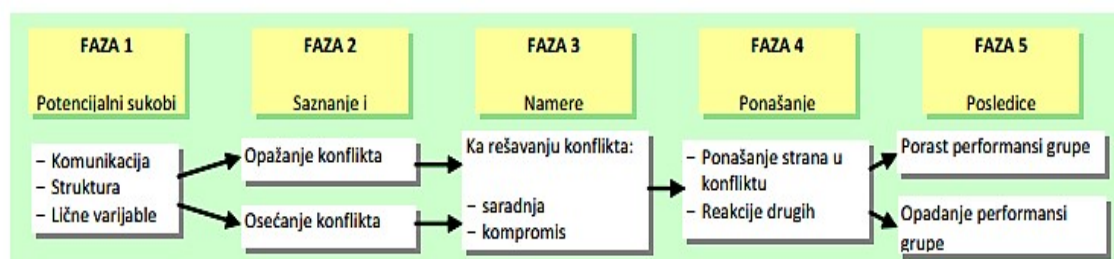 FAZA 1
Potencijalni sukobi
FAZA 2
Saznanje i
FAZA 3
Namere
FAZA 4
Ponašanje
FAZA 5
Posledice
– Komunikacija
– Struktura
– Lične varijable
Opažanje konflikta
Osećanje konflikta
Ka rešavanju konflikta:
– saradnja
– kompromis
– Ponašanje strana u
konfliktu
– Reakcije drugih
Porast performansi grupe
Opadanje performansi
grupe